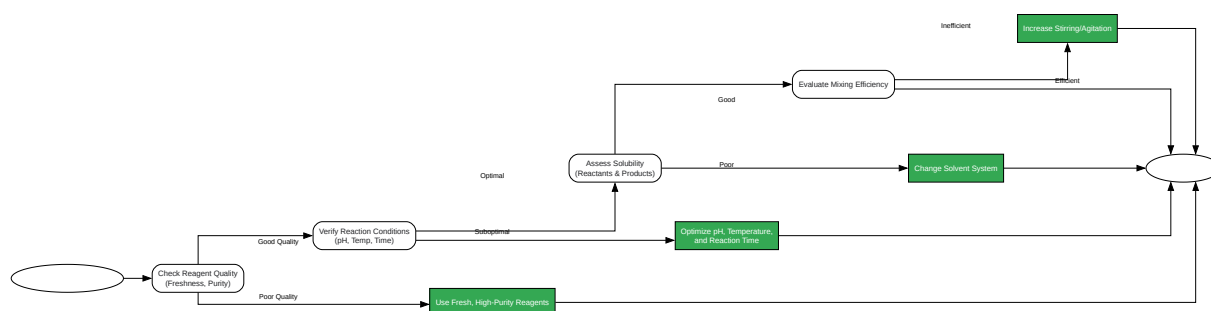 Inefficient
Increase Stirring/Agitation
Evaluate Mixing Efficiency
Efficient
Good
Assess Solubility
(Reactants & Products)
Poor
Change Solvent System
Optimal
Verify Reaction Conditions
(pH, Temp, Time)
Suboptimal
Optimize pH, Temperature,
and Reaction Time
Good Quality
Check Reagent Quality
(Freshness, Purity)
Poor Quality
Use Fresh, High-Purity Reagents